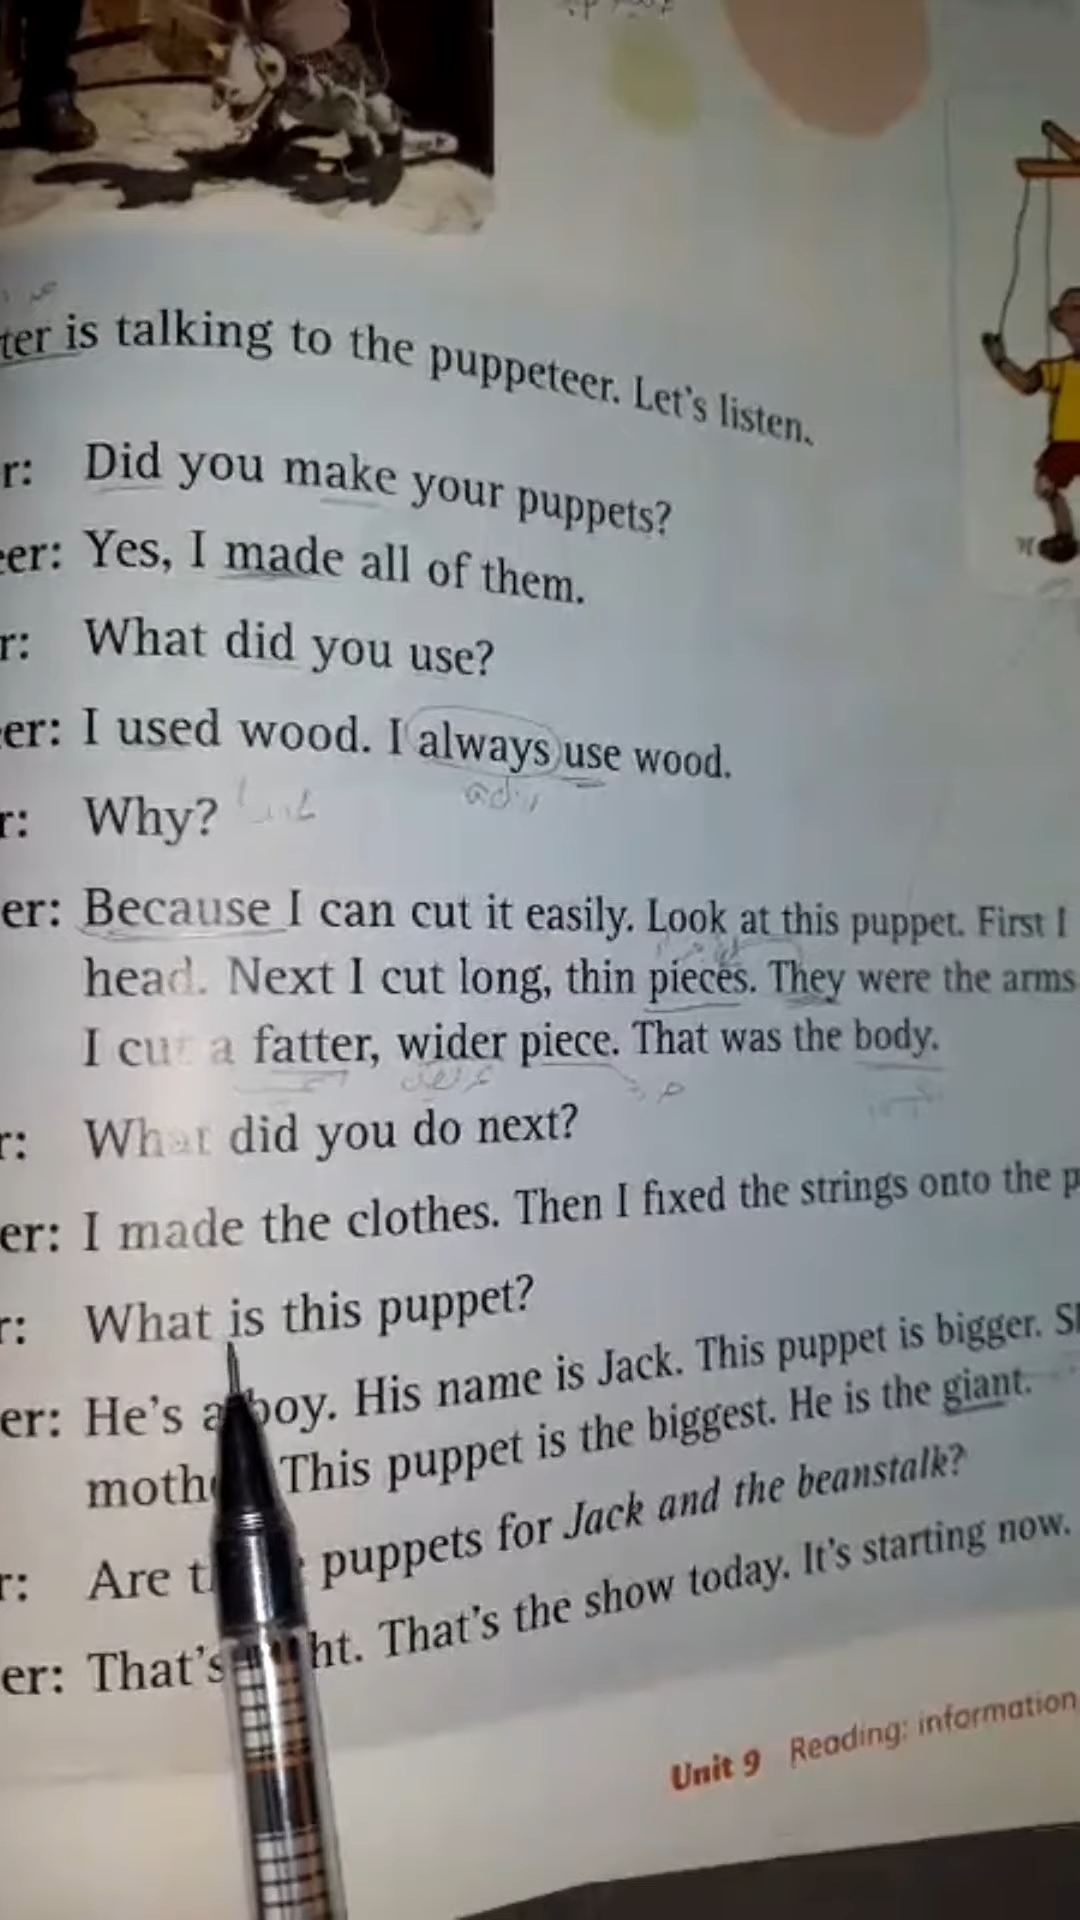 ter is talking to the puppeteer. Let's listen.
r: Did you make your puppets?
er: Yes, I made all of them.
r: What did you use?
er: I used wood. I always use wood.
adv
r: Why?
er: Because I can cut it easily. Look at this puppet. First I
head. Next I cut long, thin pieces. They were the arms
I cut a fatter, wider piece. That was the body.
r: What did you do next?
er: I made the clothes. Then I fixed the strings onto the p
r: What is this puppet?
er: He's a boy. His name is Jack. This puppet is bigger. S
moth This puppet is the biggest. He is the giant.
r: Are puppets for Jack and the beanstalk?
er: That's ht. That's the show today. It's starting now.
Unit 9 Reading: information